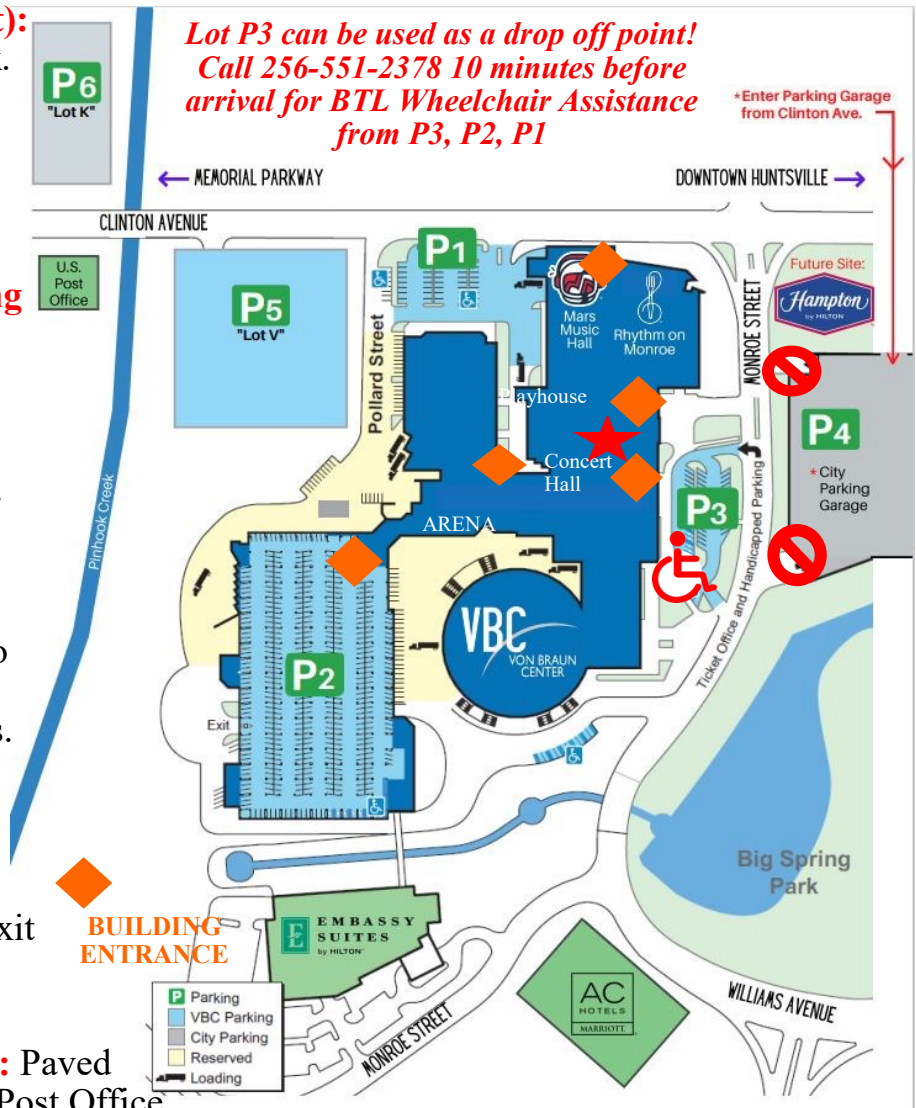 t):
Lot P3 can be used as a drop off point!
Call 256-551-2378 10 minutes before
arrival for BTL Wheelchair Assistance
from P3, P2, P1
P6
"Lot K"
*Enter Parking Garage
from Clinton Ave.
← MEMORIAL PARKWAY
DOWNTOWN HUNTSVILLE →
CLINTON AVENUE
U.S.
Post
Office
ng
P5
"Lot V"
Pollard Street
P1
Mars
Music
Hall
Rhythm on
Monroe
MONROE STREET
Future Site:
Hampton
by HILTON
Playhouse
Concert
Hall
P4
* City
Parking
Garage
P3
Ticket Office and Handicapped Parking
ARENA
Pinhook Creek
VBC
VON BRAUN
CENTER
P2
Exit
s.
Big Spring
Park
xit
BUILDING
ENTRANCE
EMBASSY
SUITES
by HILTON
AC
HOTELS
MARRIOTT
WILLIAMS AVENUE
MONROE STREET
P Parking
VBC Parking
City Parking
Reserved
Loading
: Paved
Post Office